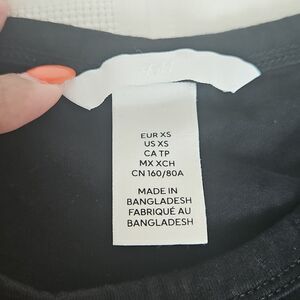 EUR XS
US XS
CA TP
MX XCH
CN 160/80A
MADE IN
BANGLADESH
FABRIQUÉ AU
BANGLADESH